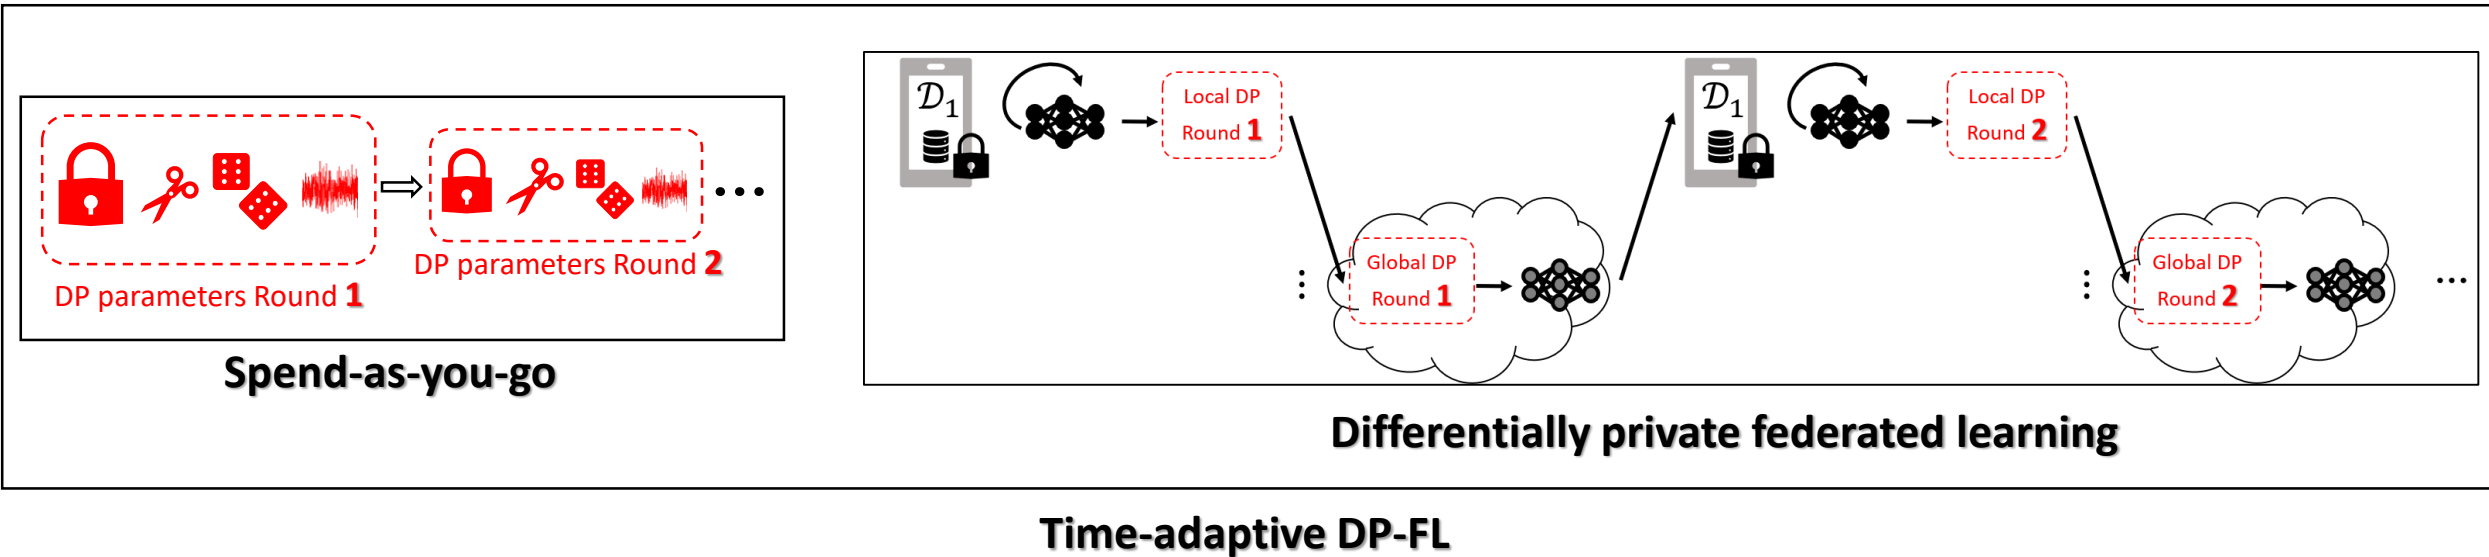 DP parameters Round 1
DP parameters Round 2
...
Spend-as-you-go
𝒟1
Local DP
Round 1
Global DP
Round 1
𝒟1
Local DP
Round 2
Global DP
Round 2
...
Differentially private federated learning
Time-adaptive DP-FL